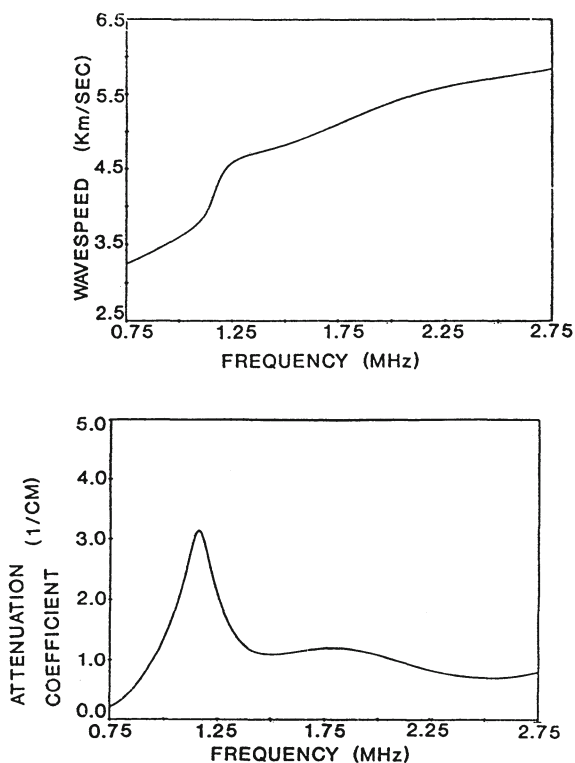 6.5
5.5
4.5
3.5
2.5
WAVESPEED (Km/SEC)
0.75 1.25 1.75 2.25 2.75
FREQUENCY (MHz)
5.0
4.0
3.0
2.0
1.0
0.0
ATTENUATION
COEFFICIENT (1/CM)
0.75 1.25 1.75 2.25 2.75
FREQUENCY (MHz)